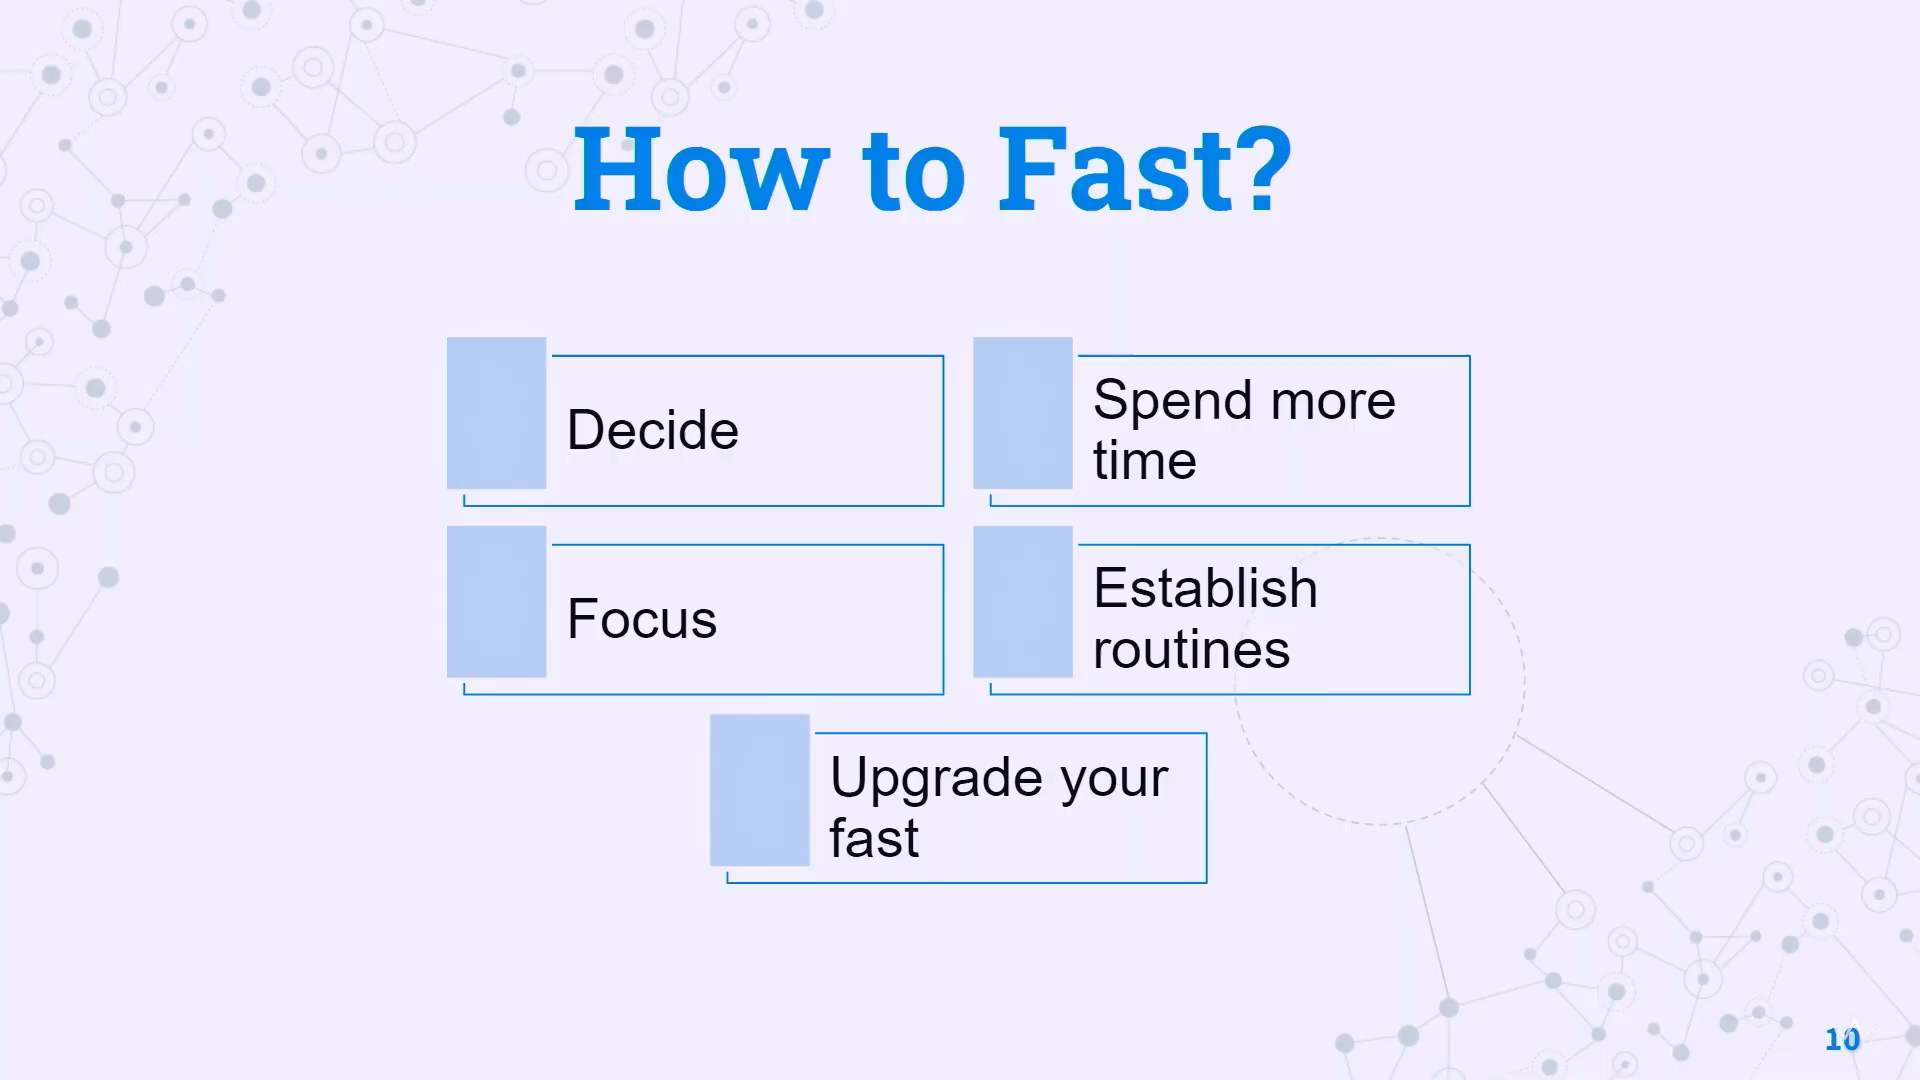 How to Fast?
Decide
Spend more
time
Focus
Establish
routines
Upgrade your
fast
10